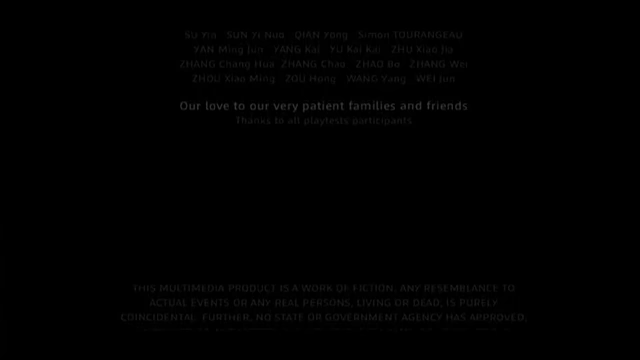 SU Yin SUN Yi Nuo QIAN Yong Simon TOURANGEAU
YAN Ming Jun YANG Kai YU Kai Kai ZHU Xiao Jia
ZHANG Chang Hua ZHANG Chao ZHAO Bo ZHANG Wei
ZHOU Xiao Ming ZOU Hong WANG Yang WEI Jun
Our love to our very patient families and friends
Thanks to all playtests participants
THIS MULTIMEDIA PRODUCT IS A WORK OF FICTION. ANY RESEMBLANCE TO
ACTUAL EVENTS OR ANY REAL PERSONS, LIVING OR DEAD, IS PURELY
COINCIDENTAL. FURTHER, NO STATE OR GOVERNMENT AGENCY HAS APPROVED,